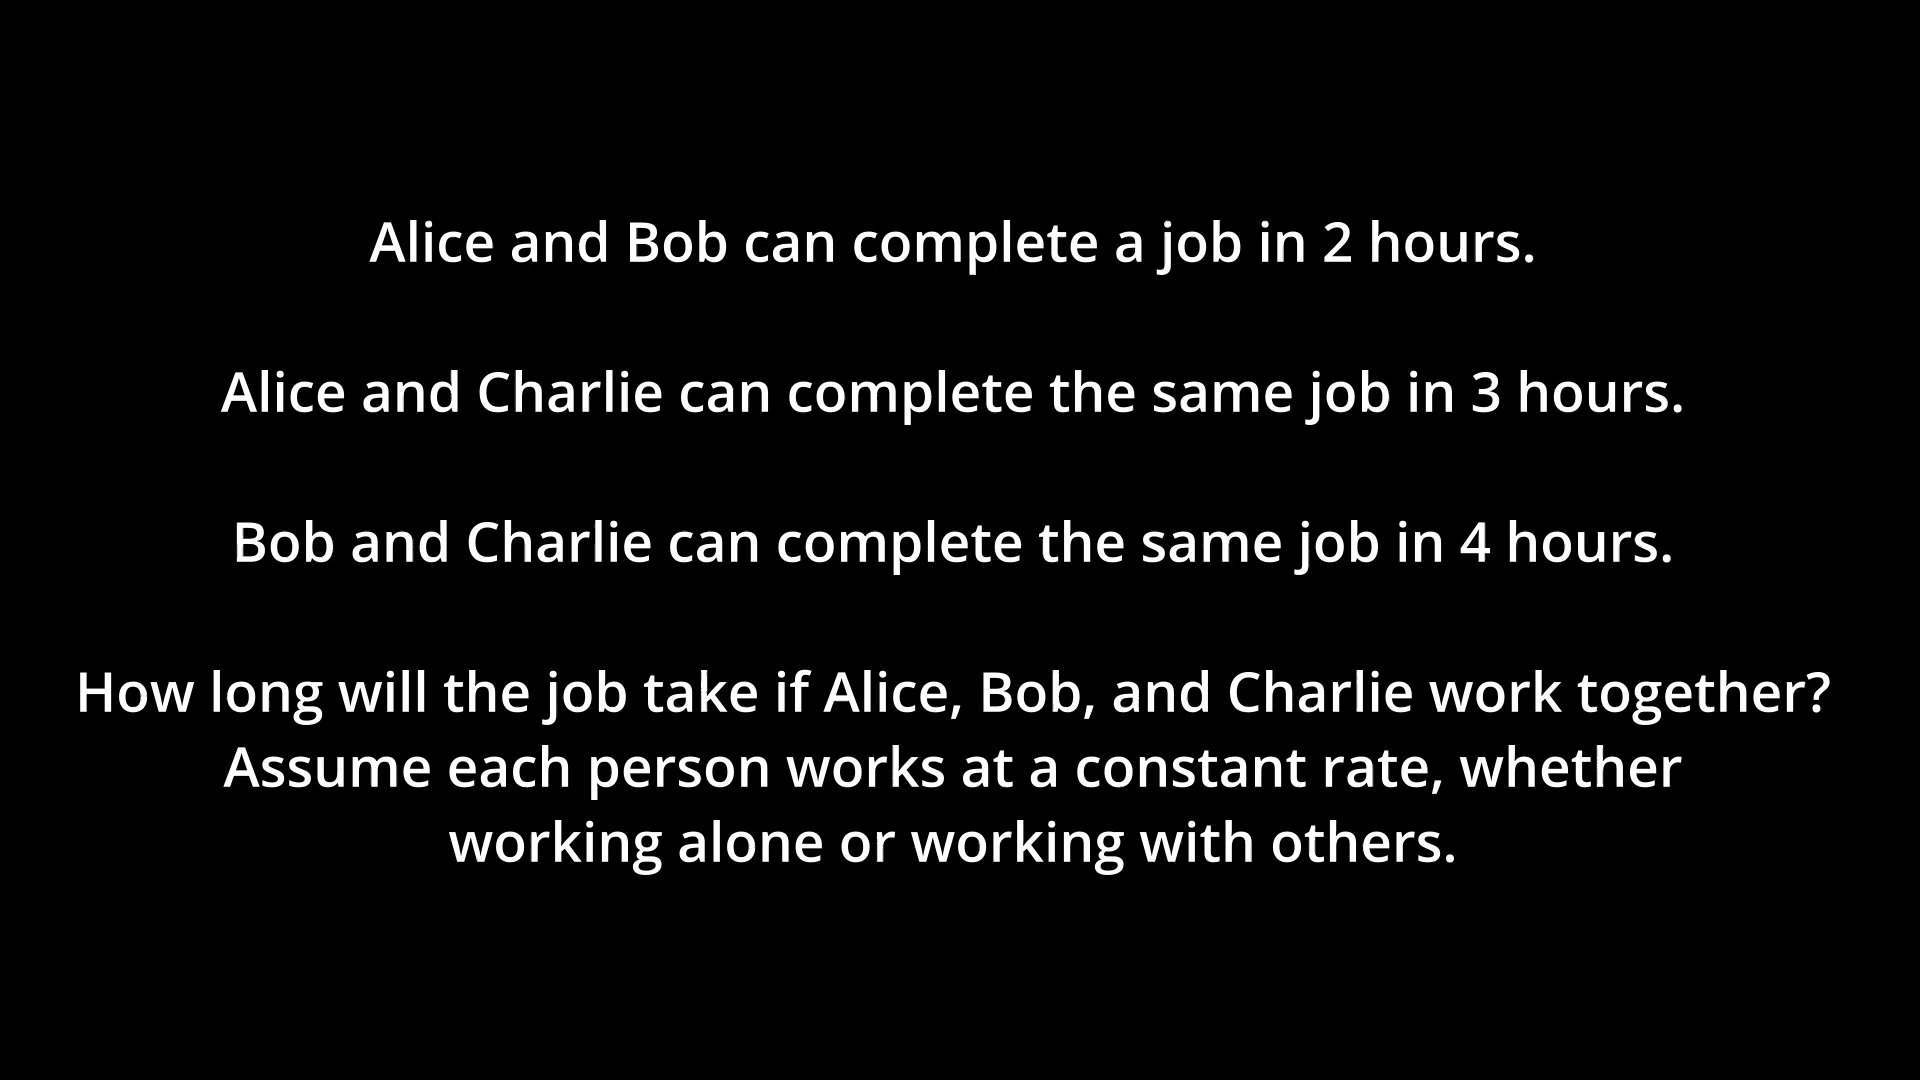 Alice and Bob can complete a job in 2 hours.
Alice and Charlie can complete the same job in 3 hours.
Bob and Charlie can complete the same job in 4 hours.
How long will the job take if Alice, Bob, and Charlie work together?
Assume each person works at a constant rate, whether
working alone or working with others.